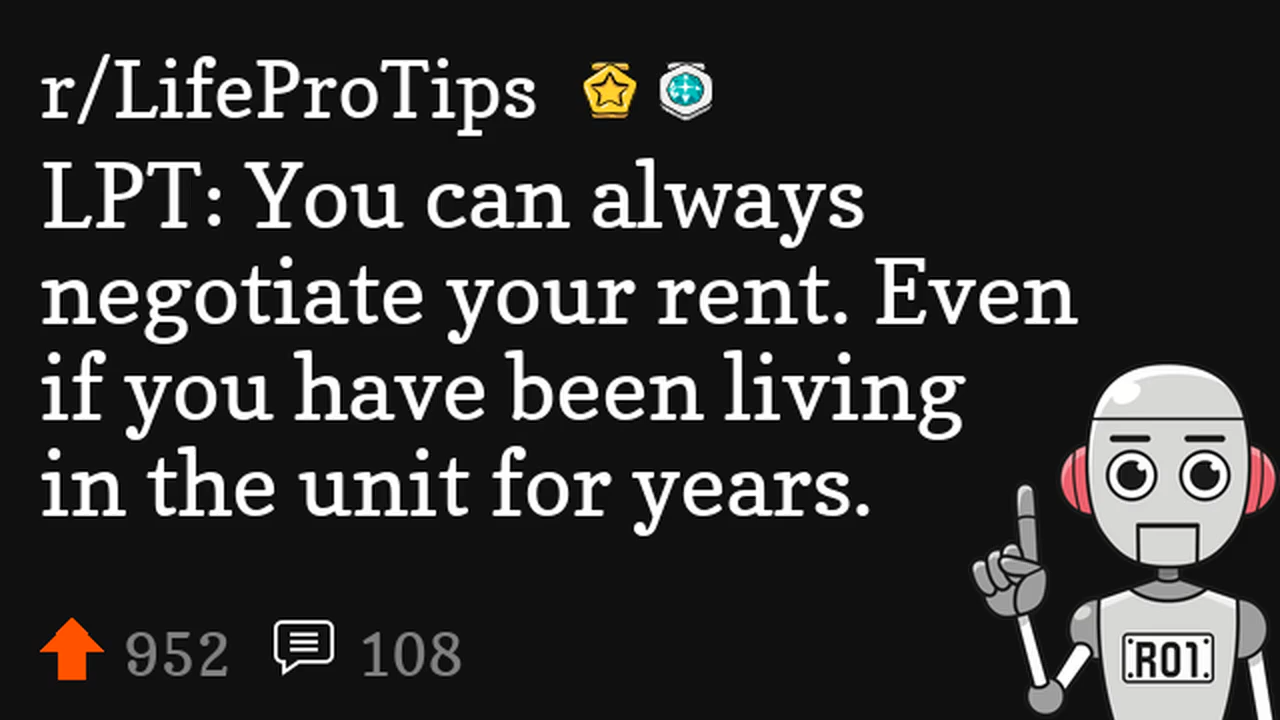 r/LifeProTips
LPT: You can always
negotiate your rent. Even
if you have been living
in the unit for years.
952 108
R01